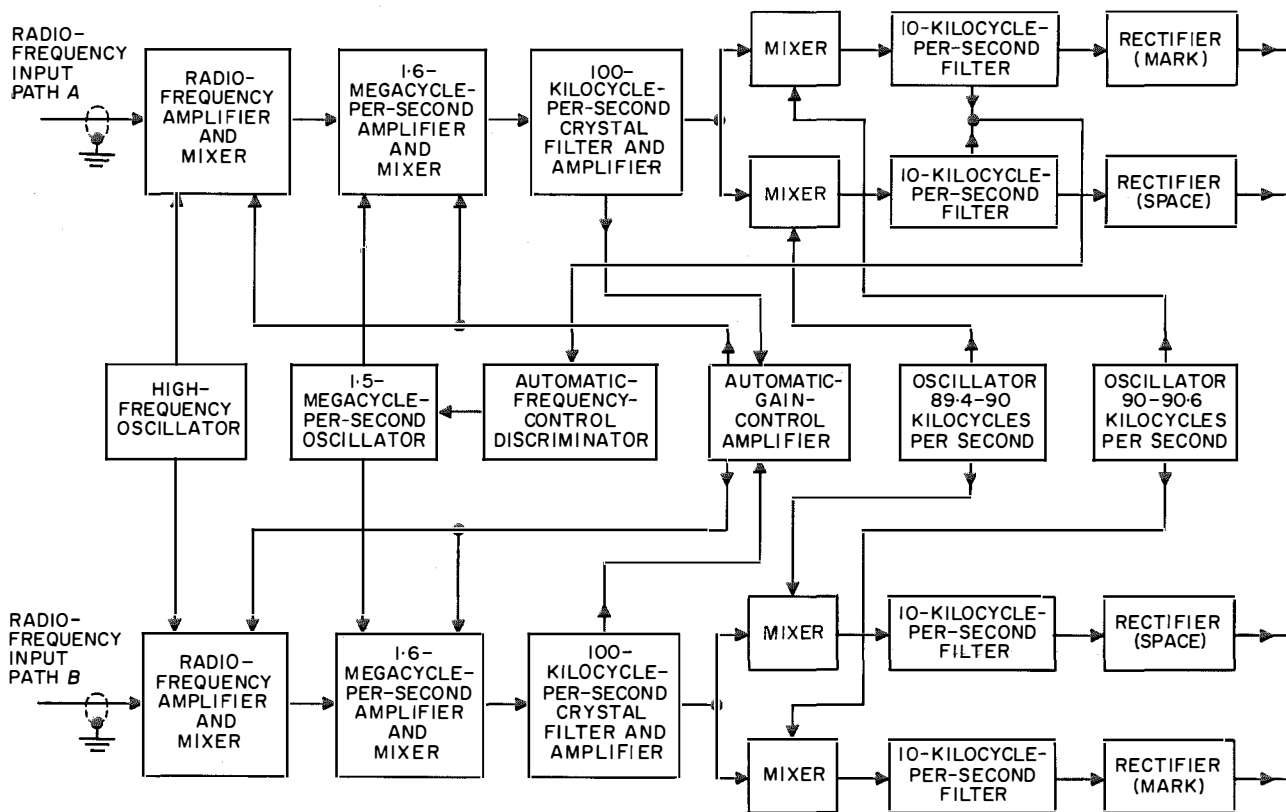 RADIO-
FREQUENCY
INPUT
PATH A
RADIO-
FREQUENCY
AMPLIFIER
AND
MIXER
1·6-
MEGACYCLE-
PER-SECOND
AMPLIFIER
AND
MIXER
100-
KILOCYCLE-
PER-SECOND
CRYSTAL
FILTER AND
AMPLIFIER
MIXER
10-KILOCYCLE-
PER-SECOND
FILTER
RECTIFIER
(MARK)
MIXER
10-KILOCYCLE-
PER-SECOND
FILTER
RECTIFIER
(SPACE)
HIGH-
FREQUENCY
OSCILLATOR
1·5-
MEGACYCLE-
PER-SECOND
OSCILLATOR
AUTOMATIC-
FREQUENCY-
CONTROL
DISCRIMINATOR
AUTOMATIC-
GAIN-
CONTROL
AMPLIFIER
OSCILLATOR
89·4-90
KILOCYCLES
PER SECOND
OSCILLATOR
90-90·6
KILOCYCLES
PER SECOND
RADIO-
FREQUENCY
INPUT
PATH B
RADIO-
FREQUENCY
AMPLIFIER
AND
MIXER
1·6-
MEGACYCLE-
PER-SECOND
AMPLIFIER
AND
MIXER
100-
KILOCYCLE-
PER-SECOND
CRYSTAL
FILTER AND
AMPLIFIER
MIXER
10-KILOCYCLE-
PER-SECOND
FILTER
RECTIFIER
(SPACE)
MIXER
10-KILOCYCLE-
PER-SECOND
FILTER
RECTIFIER
(MARK)